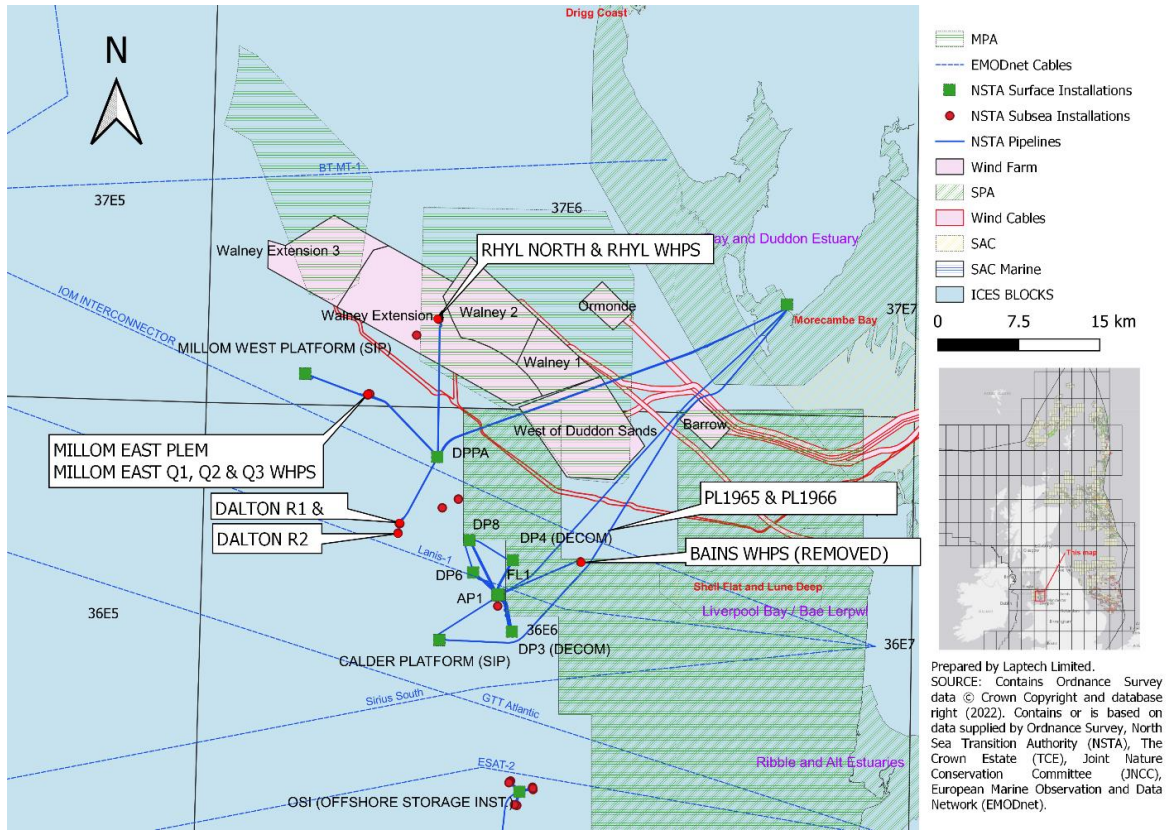 Drigg Coast
N
BT-MT-1
37E5
37E6
ay and Duddon Estuary
Walney Extension 3
RHYL NORTH & RHYL WHPS
IOM INTERCONNECTOR
Walney Extension
Walney 2
Ormonde
Morecambe Bay
37E7
MILLOM WEST PLATFORM (SIP)
Walney 1
West of Duddon Sands
Barrow
MILLOM EAST PLEM
MILLOM EAST Q1, Q2 & Q3 WHPS
DPPA
DALTON R1 &
DALTON R2
PL1965 & PL1966
DP8
DP4 (DECOM)
BAINS WHPS (REMOVED)
Lanis-1
DP6
FL1
Shell Flat and Lune Deep
AP1
Liverpool Bay / Bae Lerpwl
36E5
36E6
36E7
DP3 (DECOM)
CALDER PLATFORM (SIP)
Sirius South
GTT Atlantic
ESAT-2
Ribble and Alt Estuaries
OSI (OFFSHORE STORAGE INST.)
MPA
EMODnet Cables
NSTA Surface Installations
NSTA Subsea Installations
NSTA Pipelines
Wind Farm
SPA
Wind Cables
SAC
SAC Marine
ICES BLOCKS
0 7.5 15 km
This map
Prepared by Laptech Limited.
SOURCE: Contains Ordnance Survey
data © Crown Copyright and database
right (2022). Contains or is based on
data supplied by Ordnance Survey, North
Sea Transition Authority (NSTA), The
Crown Estate (TCE), Joint Nature
Conservation Committee (JNCC),
European Marine Observation and Data
Network (EMODnet).